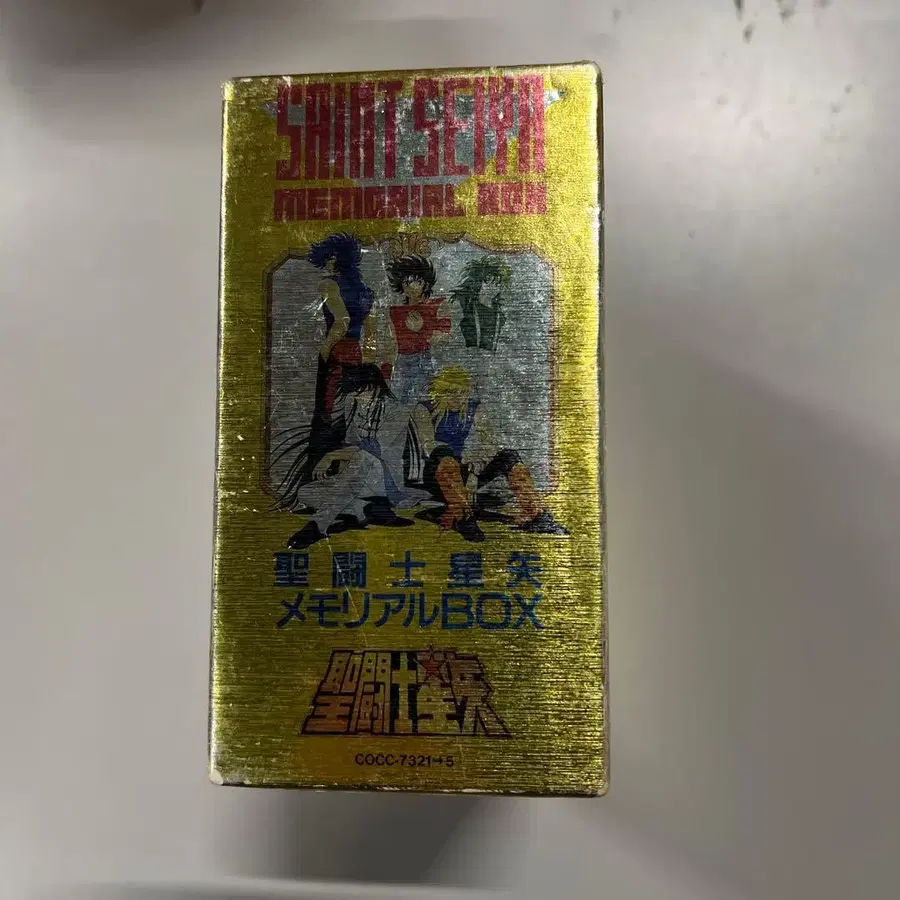 SAINT SEIYA
MEMORIAL BOX
聖闘士星矢
メモリアルBOX
聖闘士星矢
COCC-7321→5